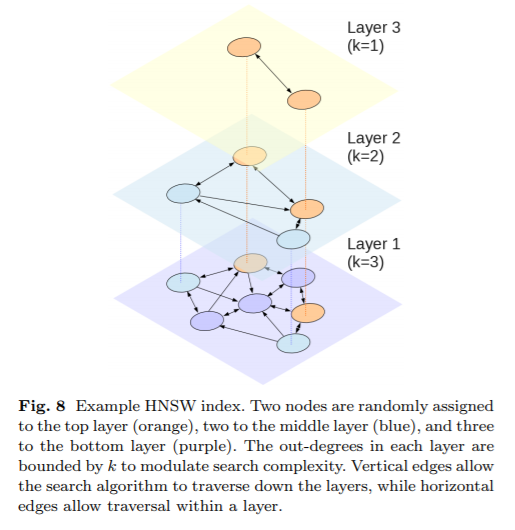 Layer 3
(k=1)
Layer 2
(k=2)
Layer 1
(k=3)
Fig. 8 Example HNSW index. Two nodes are randomly assigned
to the top layer (orange), two to the middle layer (blue), and three
to the bottom layer (purple). The out-degrees in each layer are
bounded by k to modulate search complexity. Vertical edges allow
the search algorithm to traverse down the layers, while horizontal
edges allow traversal within a layer.